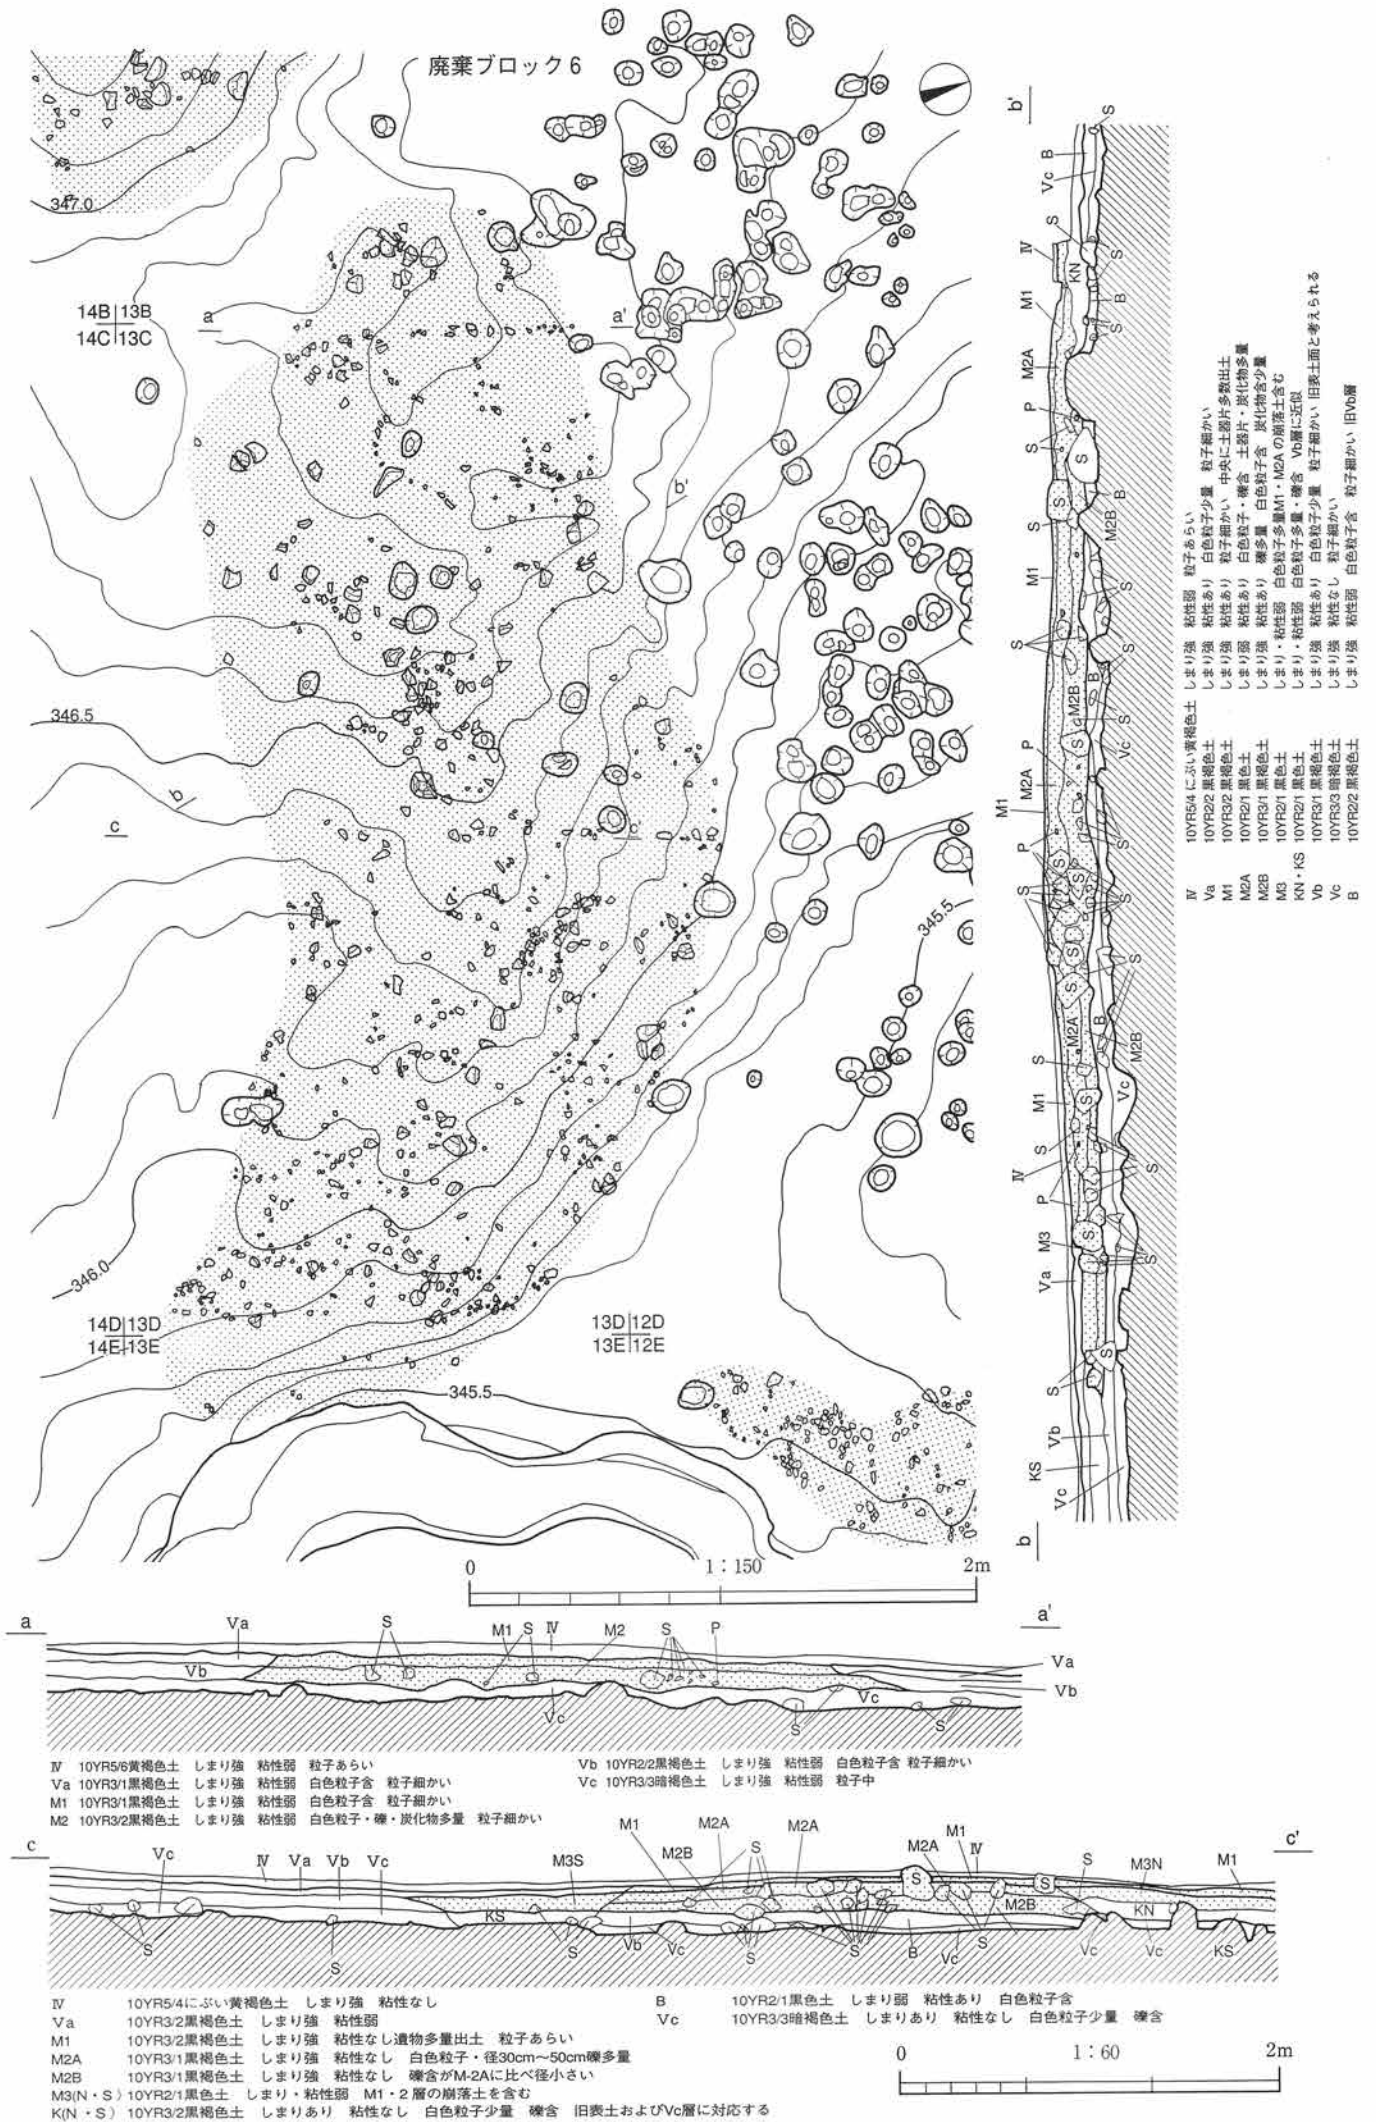 廃棄ブロック6
347.0
14B|13B
14C|13C
a
a'
b'
346.5
b
c
c'
345.5
346.0
14D|13D
14E|13E
13D|12D
13E|12E
345.5
0 1：150 2m
b'
S
B
Vc
S
Ⅳ
KN
S
M1
B
S
M2A
P
S
S
S
B
M2B
S
M1
S
S
S
M2B
B
S
S
Vc
P
M2A
M1
S
P
S
S
S
S
S
S
S
M2A
B
M2B
S
M1
S
Vc
S
Ⅳ
S
P
M3
S
S
Va
S
S
Vb
KS
Vc
b
Ⅳ 10YR5/4 にぶい黄褐色土 しまり強 粘性弱 粒子あらい
Va 10YR2/2 黒褐色土 しまり強 粘性あり 白色粒子少量 粒子細かい
M1 10YR3/2 黒褐色土 しまり強 粘性あり 粒子細かい 中央に土器片多数出土
M2A 10YR2/1 黒色土 しまり弱 粘性あり 白色粒子・礫含 土器片・炭化物多量
M2B 10YR3/1 黒褐色土 しまり強 粘性あり 礫多量 白色粒子含 炭化物含少量
M3 10YR2/1 黒色土 しまり・粘性弱 白色粒子多量M1・M2Aの崩落土含む
KN・KS 10YR2/1 黒色土 しまり・粘性弱 白色粒子多量・礫含 Vb層に近似
Vb 10YR3/1 黒褐色土 しまり強 粘性あり 白色粒子少量 粒子細かい 旧表土面と考えられる
Vc 10YR3/3 暗褐色土 しまり強 粘性なし 粒子細かい
B 10YR2/2 黒褐色土 しまり強 粘性弱 白色粒子含 粒子細かい 旧Vb層
a
a'
Va S M1 S Ⅳ M2 S P
Va
Vb
Vb
Vc
Vc S S
Ⅳ 10YR5/6黄褐色土 しまり強 粘性弱 粒子あらい
Va 10YR3/1黒褐色土 しまり強 粘性弱 白色粒子含 粒子細かい
M1 10YR3/1黒褐色土 しまり強 粘性弱 白色粒子含 粒子細かい
M2 10YR3/2黒褐色土 しまり強 粘性弱 白色粒子・礫・炭化物多量 粒子細かい
Vb 10YR2/2黒褐色土 しまり強 粘性弱 白色粒子含 粒子細かい
Vc 10YR3/3暗褐色土 しまり強 粘性弱 粒子中
c
c'
M1 M2A M2A M1
Vc Ⅳ Va Vb Vc M3S M2B S M2A Ⅳ S M3N M1
S S
KS M2B KN
S S S Vb Vc S S B Vc S Vc Vc KS
Ⅳ 10YR5/4にぶい黄褐色土 しまり強 粘性なし
Va 10YR3/2黒褐色土 しまり強 粘性弱
M1 10YR3/2黒褐色土 しまり強 粘性なし遺物多量出土 粒子あらい
M2A 10YR3/1黒褐色土 しまり強 粘性なし 白色粒子・径30cm～50cm礫多量
M2B 10YR3/1黒褐色土 しまり強 粘性なし 礫含がM-2Aに比べ径小さい
M3(N・S) 10YR2/1黒色土 しまり・粘性弱 M1・2層の崩落土を含む
K(N・S) 10YR3/2黒褐色土 しまりあり 粘性なし 白色粒子少量 礫含 旧表土およびVc層に対応する
B 10YR2/1黒色土 しまり弱 粘性あり 白色粒子含
Vc 10YR3/3暗褐色土 しまりあり 粘性なし 白色粒子少量 礫含
0 1：60 2m